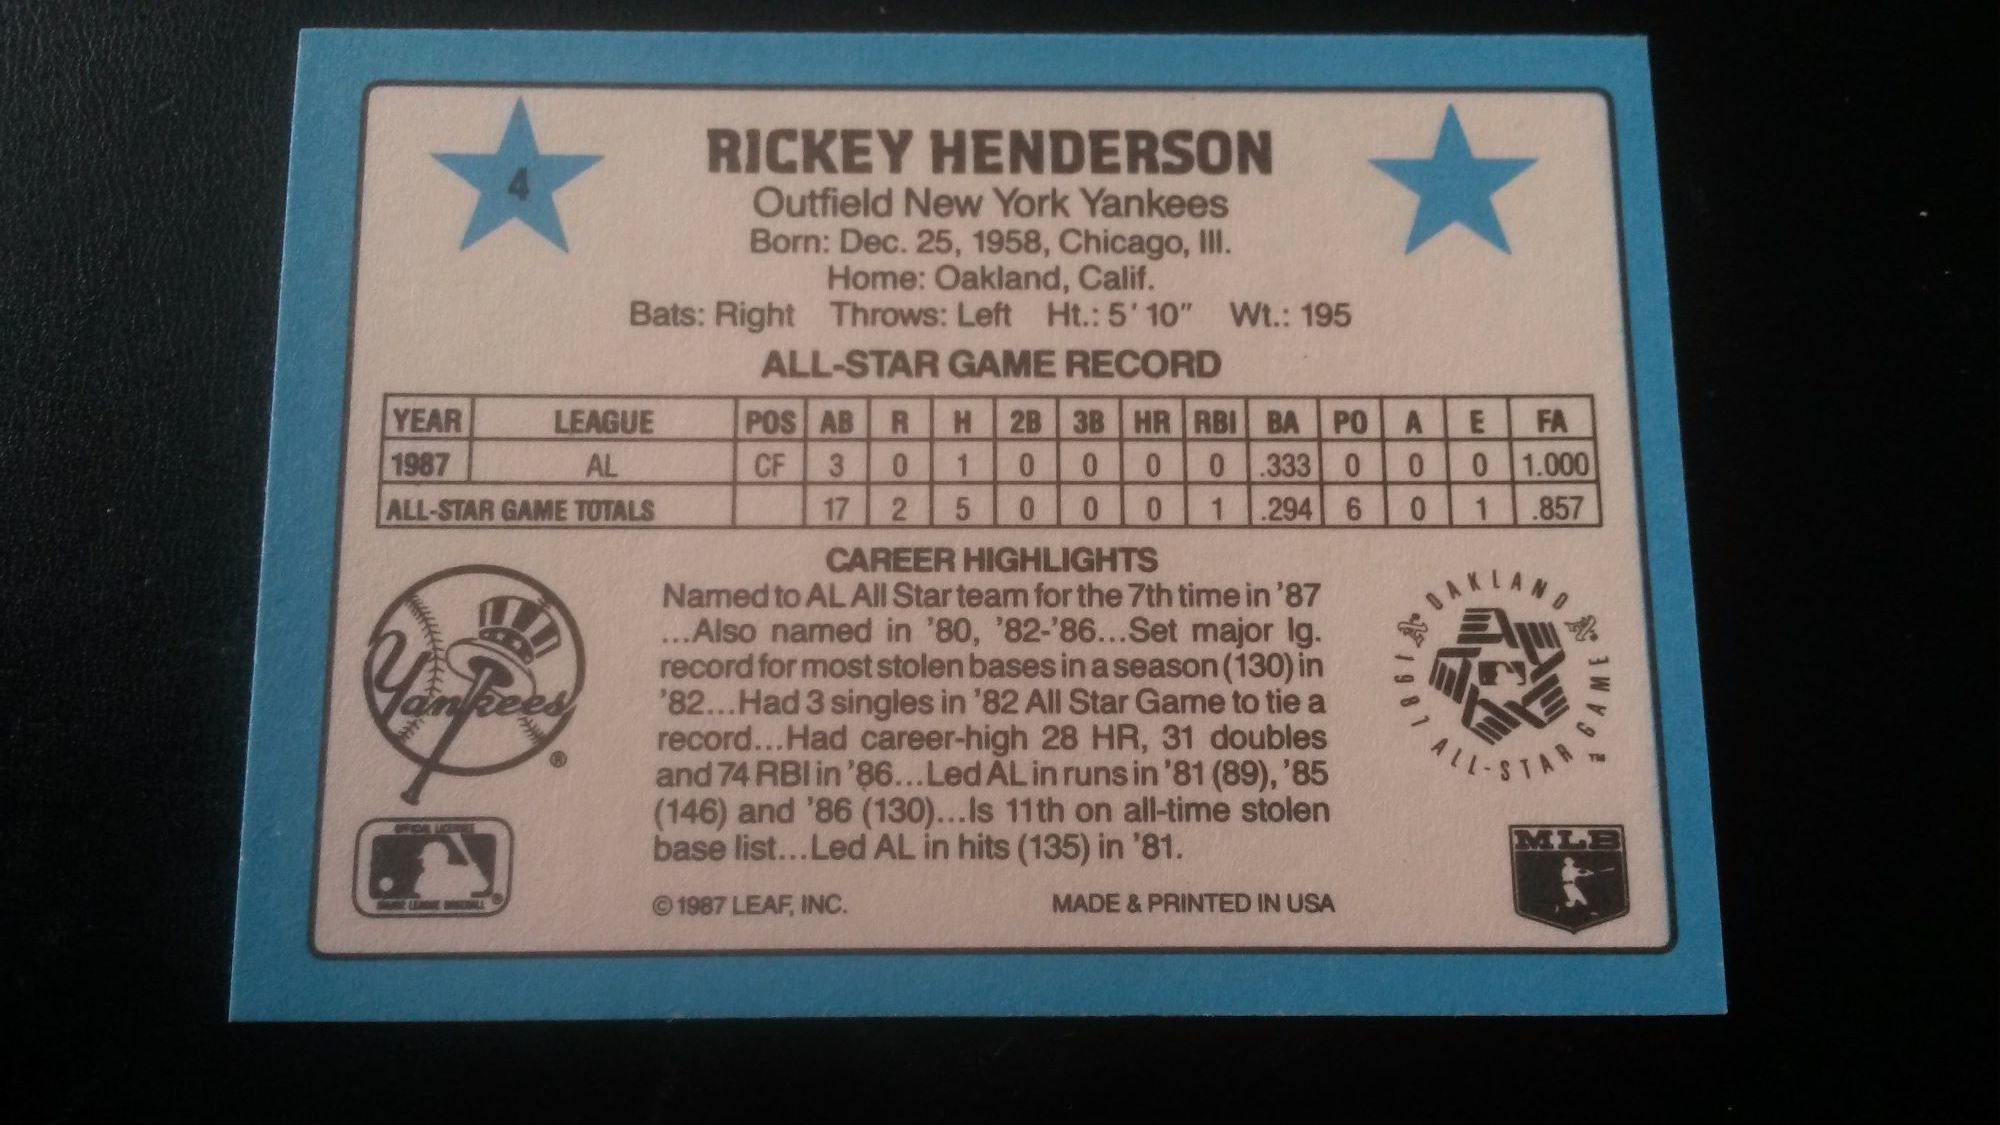 4
RICKEY HENDERSON
Outfield New York Yankees
Born: Dec. 25, 1958, Chicago, Ill.
Home: Oakland, Calif.
Bats: Right Throws: Left Ht.: 5' 10" Wt.: 195
ALL-STAR GAME RECORD
YEAR LEAGUE POS AB R H 2B 3B HR RBI BA PO A E FA
1987 AL CF 3 0 1 0 0 0 0 .333 0 0 0 1.000
ALL-STAR GAME TOTALS 17 2 5 0 0 0 1 .294 6 0 1 .857
CAREER HIGHLIGHTS
Named to AL All Star team for the 7th time in '87
...Also named in '80, '82-'86...Set major lg.
record for most stolen bases in a season (130) in
'82...Had 3 singles in '82 All Star Game to tie a
record...Had career-high 28 HR, 31 doubles
and 74 RBI in '86...Led AL in runs in '81 (89), '85
(146) and '86 (130)...Is 11th on all-time stolen
base list...Led AL in hits (135) in '81.
© 1987 LEAF, INC. MADE & PRINTED IN USA
Yankees ®
OFFICIAL LICENSEE
MAJOR LEAGUE BASEBALL ®
A's OAKLAND A's
1987 ALL-STAR GAME ™
MLB